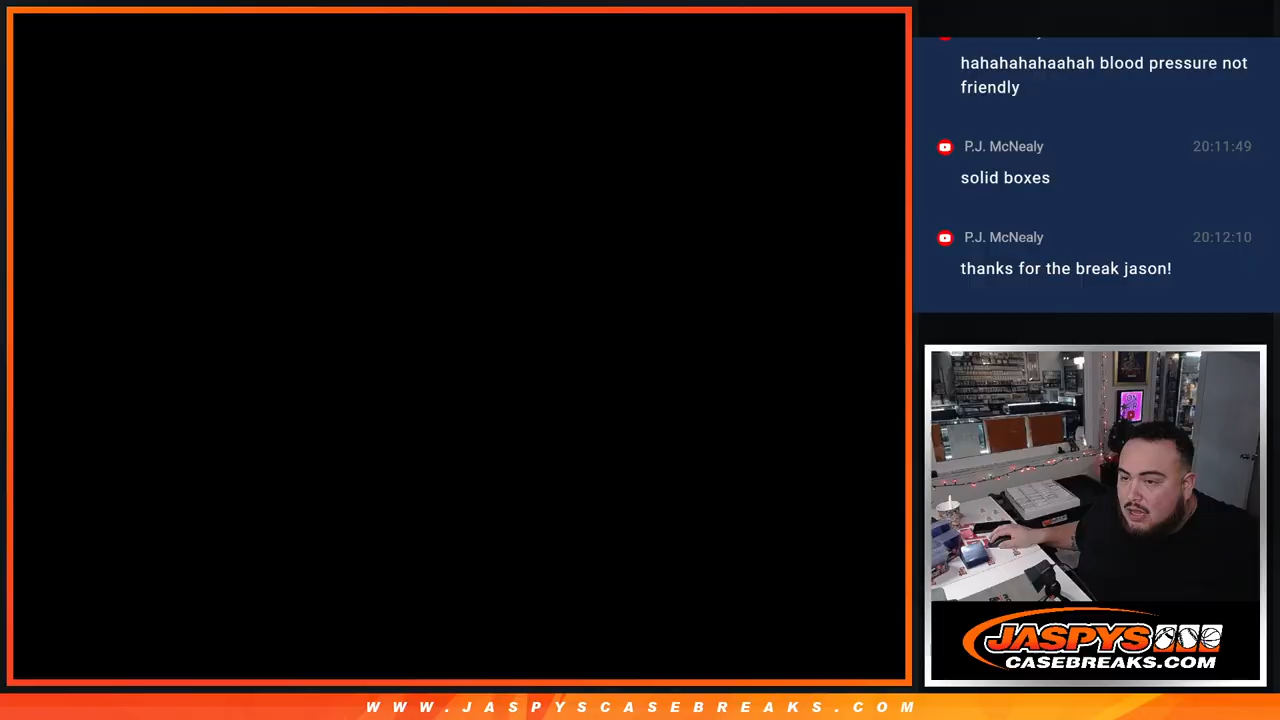 hahahahahaahah blood pressure not
friendly
P.J. McNealy 20:11:49
solid boxes
P.J. McNealy 20:12:10
thanks for the break jason!
JASPYS
CASEBREAKS.COM
WWW.JASPYSCASEBREAKS.COM